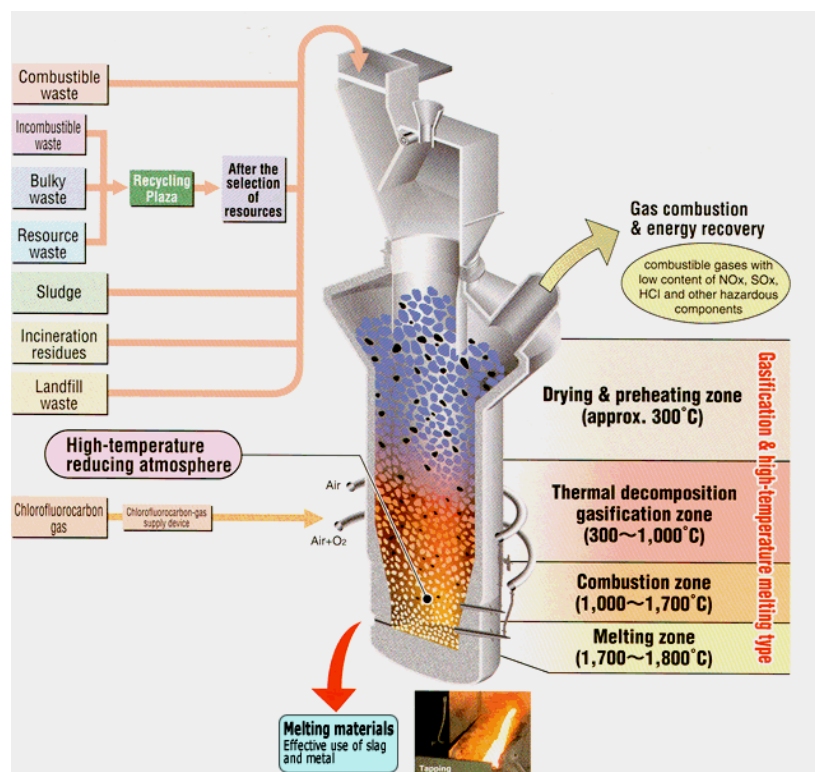 Combustible
waste
Incombustible
waste
Bulky
waste
Resource
waste
Recycling
Plaza
After the
selection
of
resources
Sludge
Incineration
residues
Landfill
waste
High-temperature
reducing atmosphere
Chlorofluorocarbon
gas
Chlorofluorocarbon-gas
supply device
Air
Air+O2
Gas combustion
& energy recovery
combustible gases with
low content of NOx, SOx,
HCl and other hazardous
components
Drying & preheating zone
(approx. 300°C)
Thermal decomposition
gasification zone
(300～1,000°C)
Combustion zone
(1,000～1,700°C)
Melting zone
(1,700～1,800°C)
Gasification & high-temperature melting type
Melting materials
Effective use of slag
and metal
Tapping